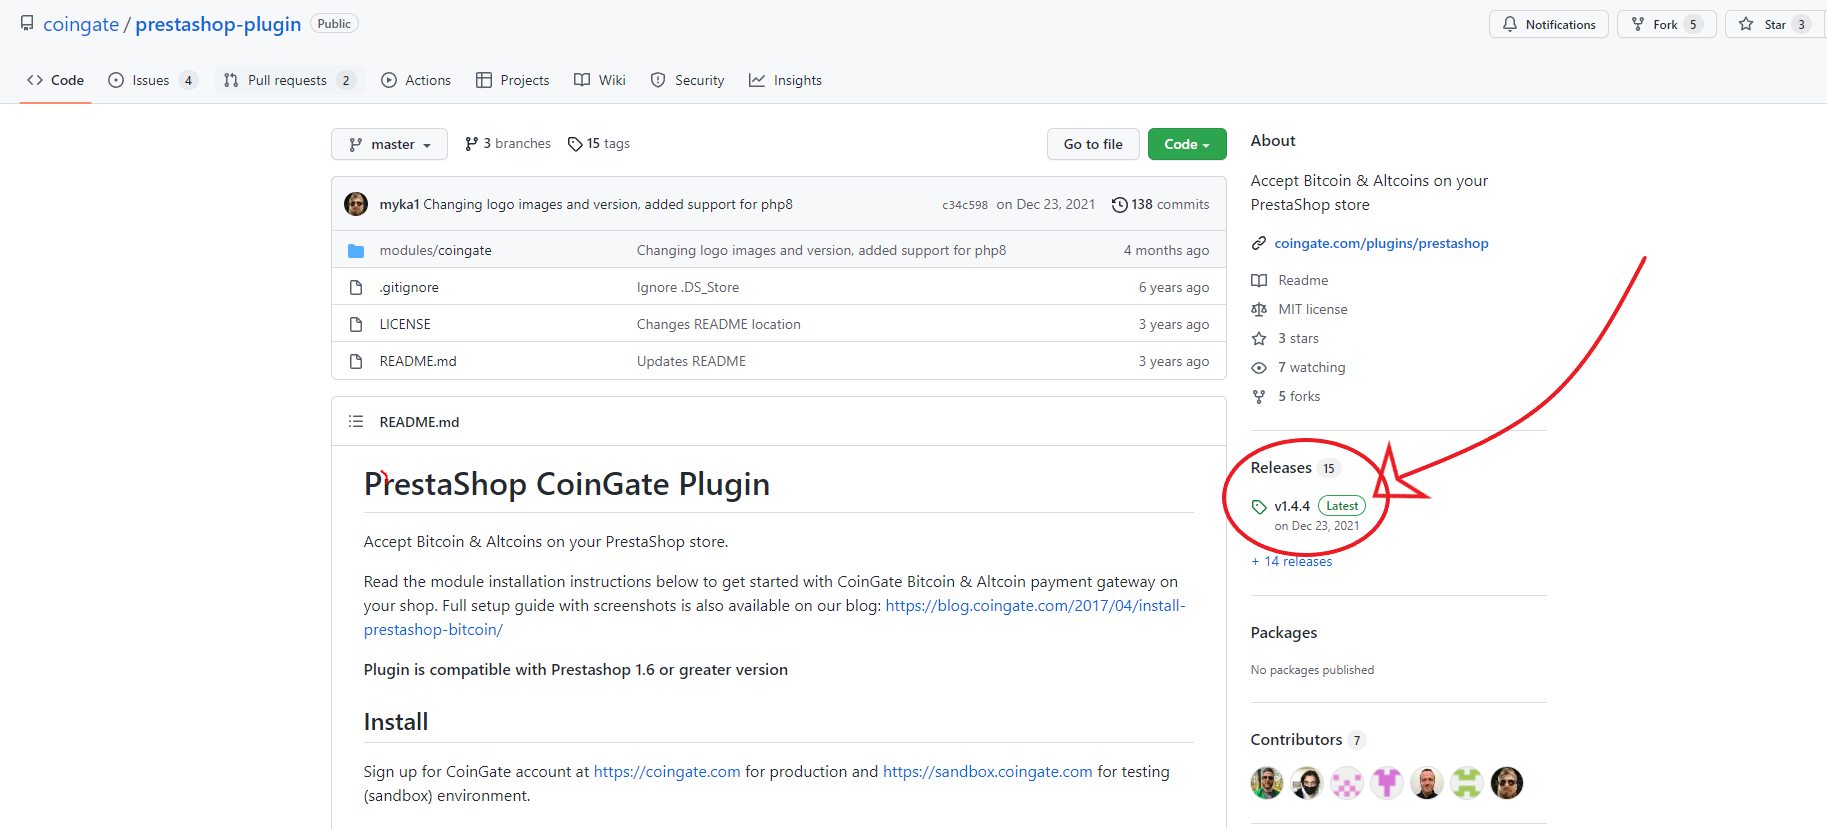 coingate / prestashop-plugin Public
Notifications Fork 5 Star 3
Code Issues 4 Pull requests 2 Actions Projects Wiki Security Insights
master 3 branches 15 tags Go to file Code
myka1 Changing logo images and version, added support for php8 c34c598 on Dec 23, 2021 138 commits
modules/coingate Changing logo images and version, added support for php8 4 months ago
.gitignore Ignore .DS_Store 6 years ago
LICENSE Changes README location 3 years ago
README.md Updates README 3 years ago
README.md
PrestaShop CoinGate Plugin
Accept Bitcoin & Altcoins on your PrestaShop store.
Read the module installation instructions below to get started with CoinGate Bitcoin & Altcoin payment gateway on
your shop. Full setup guide with screenshots is also available on our blog: https://blog.coingate.com/2017/04/install-
prestashop-bitcoin/
Plugin is compatible with Prestashop 1.6 or greater version
Install
Sign up for CoinGate account at https://coingate.com for production and https://sandbox.coingate.com for testing
(sandbox) environment.
About
Accept Bitcoin & Altcoins on your
PrestaShop store
coingate.com/plugins/prestashop
Readme
MIT license
3 stars
7 watching
5 forks
Releases 15
v1.4.4 Latest
on Dec 23, 2021
+ 14 releases
Packages
No packages published
Contributors 7